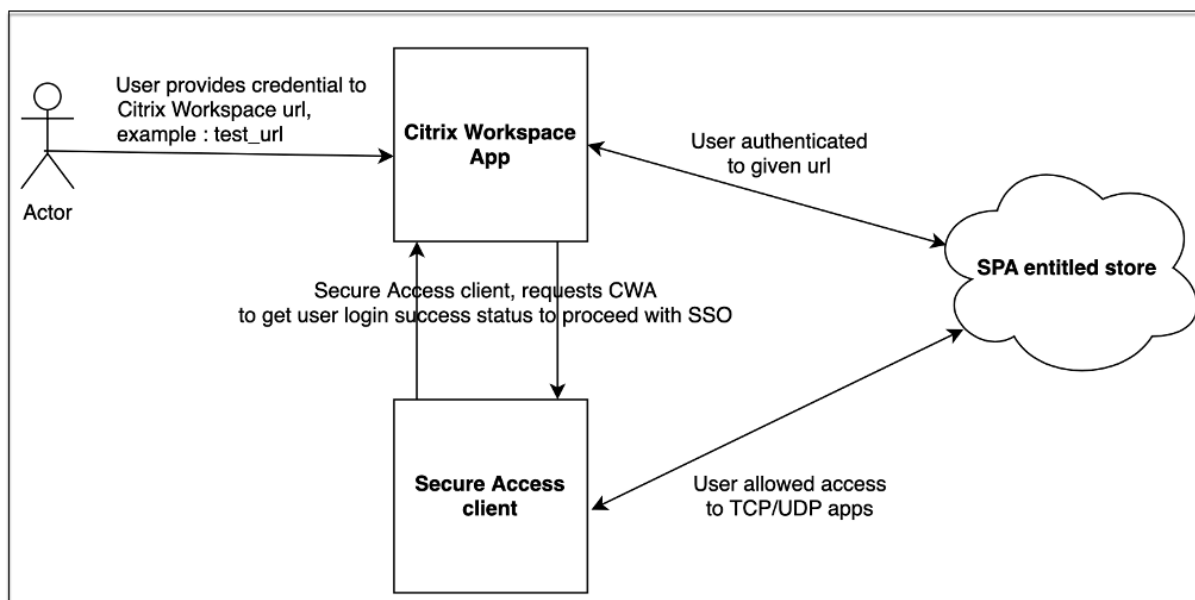 User provides credential to
Citrix Workspace url,
example : test_url
Actor
Citrix Workspace
App
User authenticated
to given url
SPA entitled store
Secure Access client, requests CWA
to get user login success status to proceed with SSO
Secure Access
client
User allowed access
to TCP/UDP apps